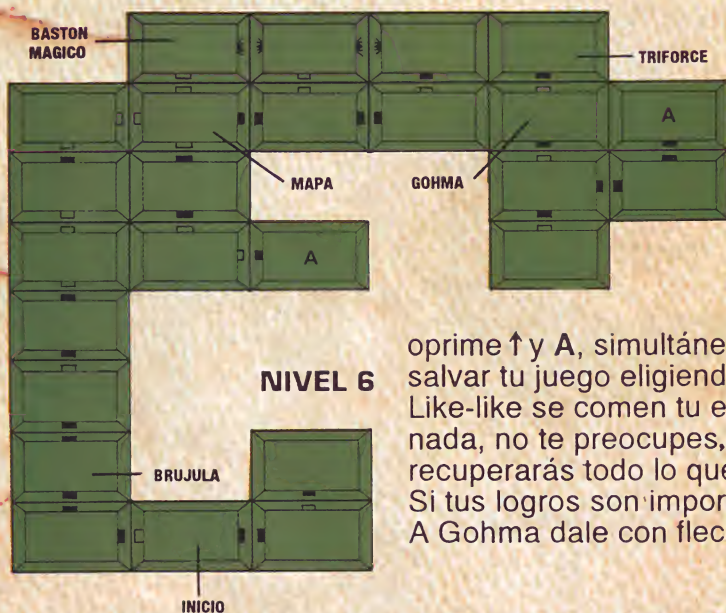 BASTON
MAGICO
TRIFORCE
A
MAPA
GOHMA
A
NIVEL 6
oprime ↑ y A, simultáne
salvar tu juego eligiend
Like-like se comen tu e
nada, no te preocupes,
recuperarás todo lo que
Si tus logros son impor
A Gohma dale con flec
BRUJULA
INICIO